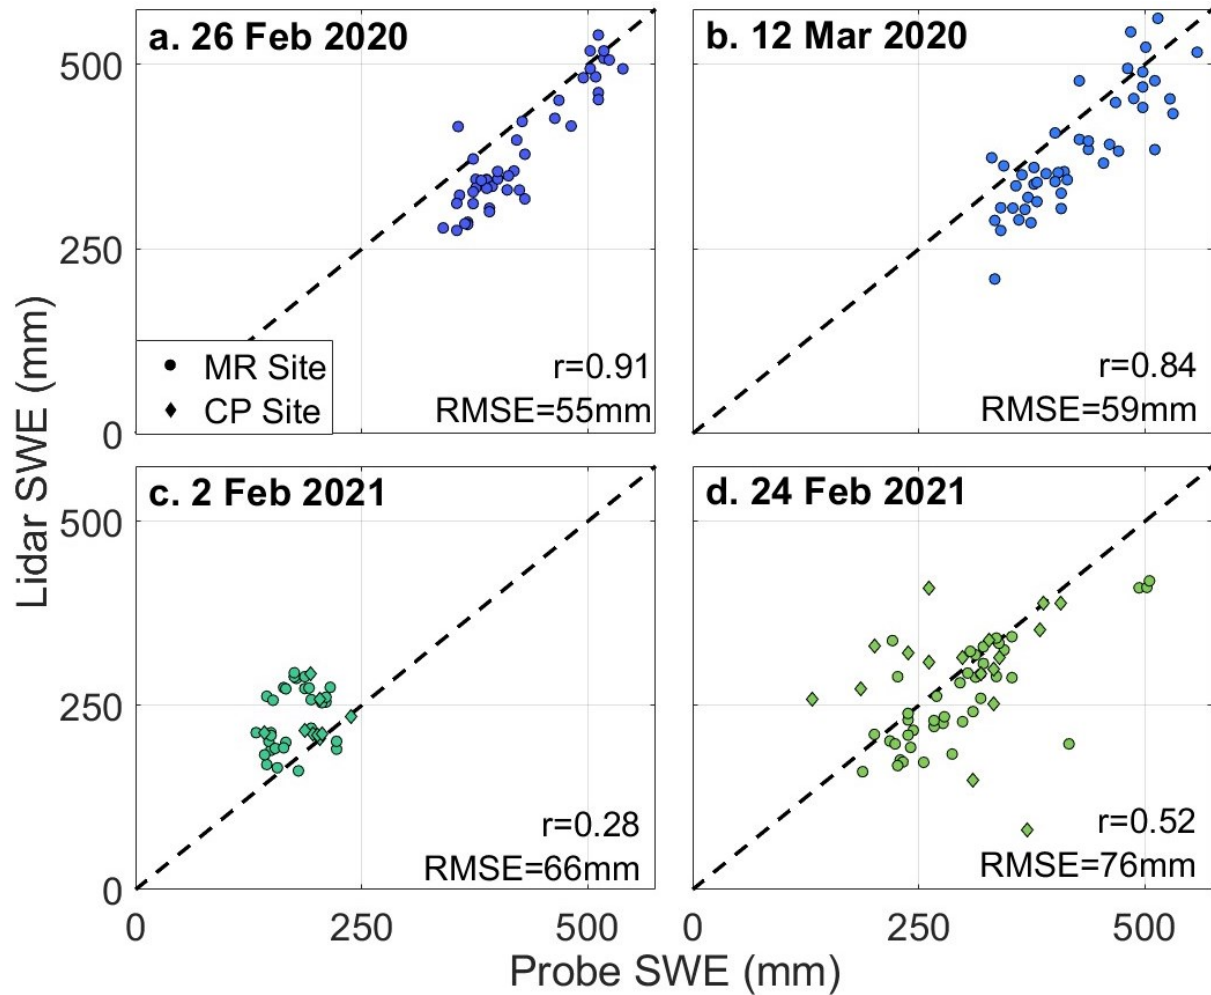 a. 26 Feb 2020
b. 12 Mar 2020
500
250
0
MR Site
CP Site
r=0.91
RMSE=55mm
r=0.84
RMSE=59mm
Lidar SWE (mm)
c. 2 Feb 2021
d. 24 Feb 2021
500
250
0
r=0.28
RMSE=66mm
r=0.52
RMSE=76mm
0 250 500
0 250 500
Probe SWE (mm)